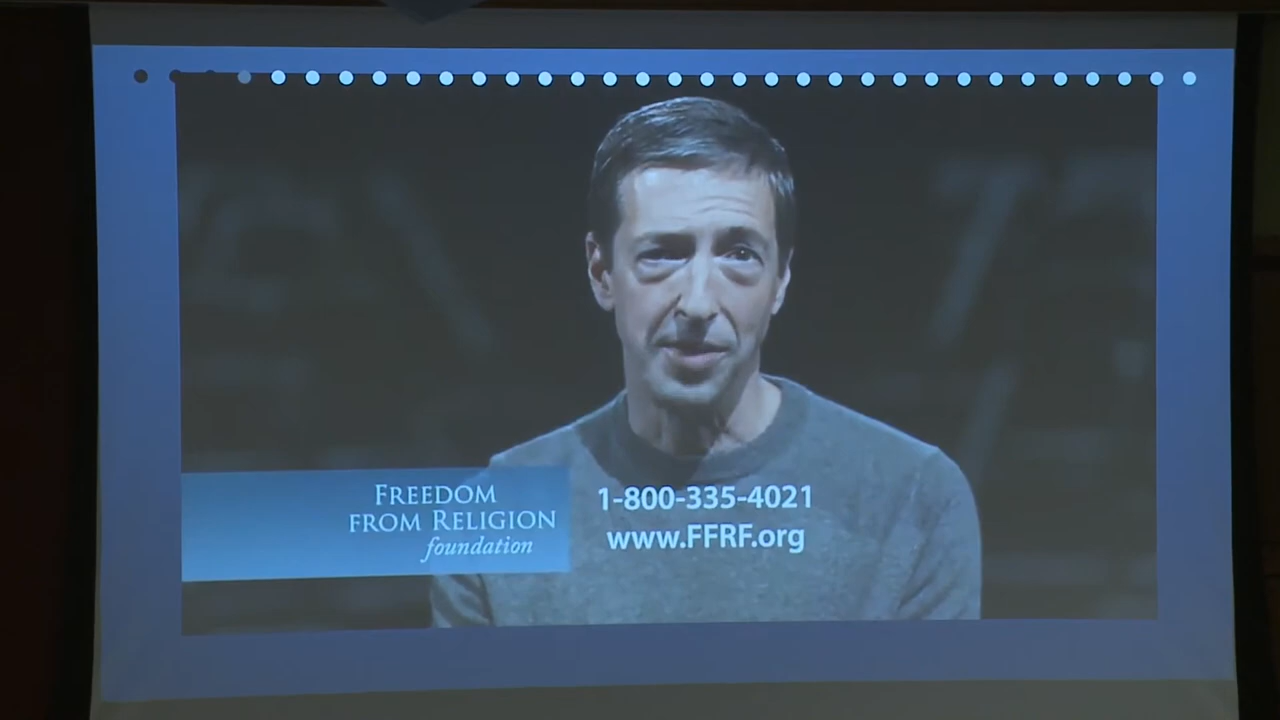 FREEDOM
FROM RELIGION
foundation
1-800-335-4021
www.FFRF.org